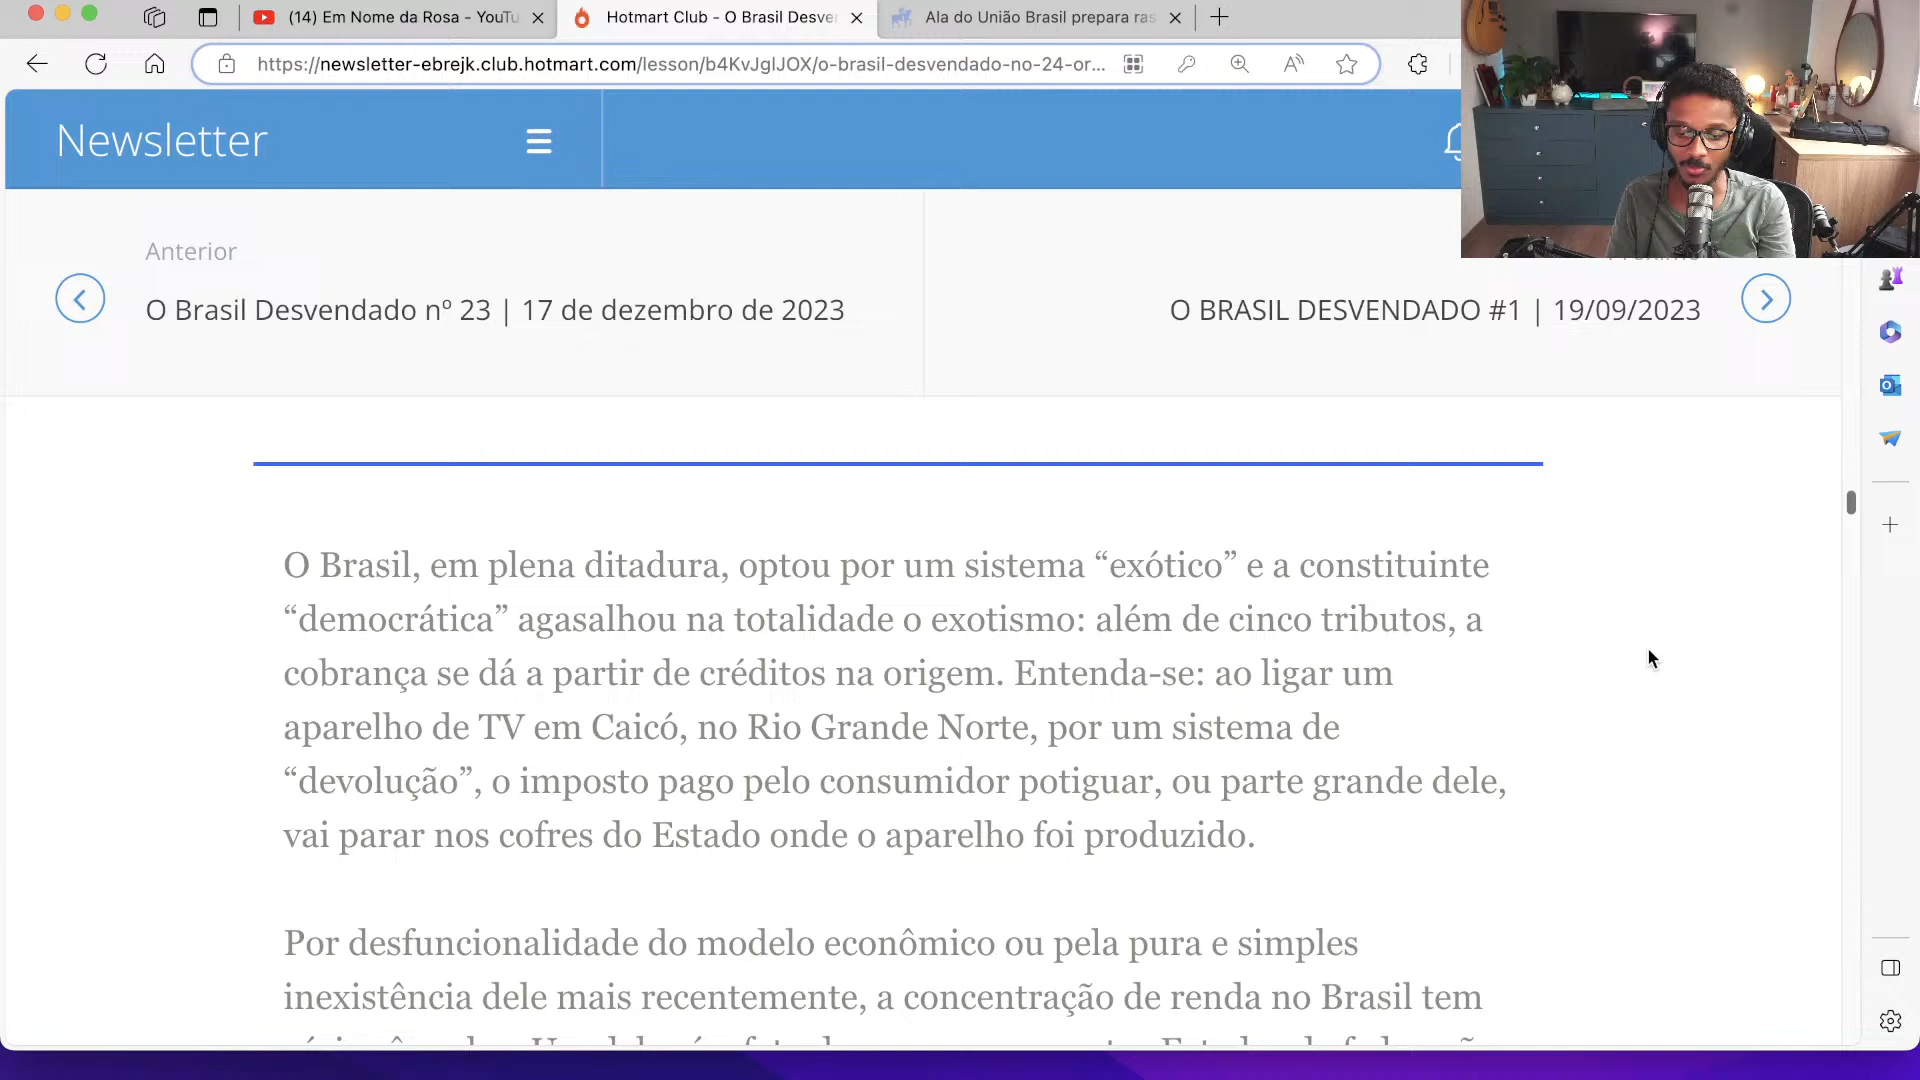 (14) Em Nome da Rosa - YouTu
Hotmart Club - O Brasil Desve
Ala do União Brasil prepara ras
https://newsletter-ebrejk.club.hotmart.com/lesson/b4KvJgIJOX/o-brasil-desvendado-no-24-or...
Newsletter
Anterior
O Brasil Desvendado nº 23 | 17 de dezembro de 2023
O BRASIL DESVENDADO #1 | 19/09/2023
O Brasil, em plena ditadura, optou por um sistema “exótico” e a constituinte
“democrática” agasalhou na totalidade o exotismo: além de cinco tributos, a
cobrança se dá a partir de créditos na origem. Entenda-se: ao ligar um
aparelho de TV em Caicó, no Rio Grande Norte, por um sistema de
“devolução”, o imposto pago pelo consumidor potiguar, ou parte grande dele,
vai parar nos cofres do Estado onde o aparelho foi produzido.
Por desfuncionalidade do modelo econômico ou pela pura e simples
inexistência dele mais recentemente, a concentração de renda no Brasil tem